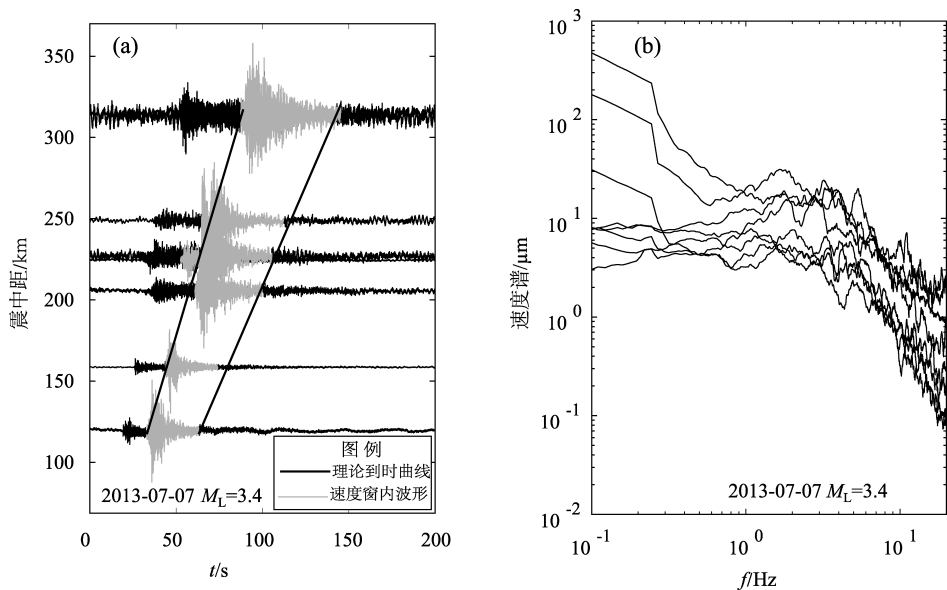 (a)
350
300
250
200
150
100
震中距/km
图 例
理论到时曲线
速度窗内波形
2013-07-07 M_L=3.4
0 50 100 150 200
t/s
(b)
10^3
10^2
10^1
10^0
10^-1
10^-2
速度谱/μm
2013-07-07 M_L=3.4
10^-1 10^0 10^1
f/Hz